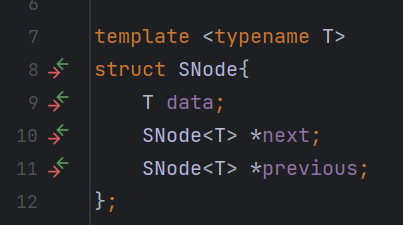 6
7 template <typename T>
8 struct SNode{
9 T data;
10 SNode<T> *next;
11 SNode<T> *previous;
12 };